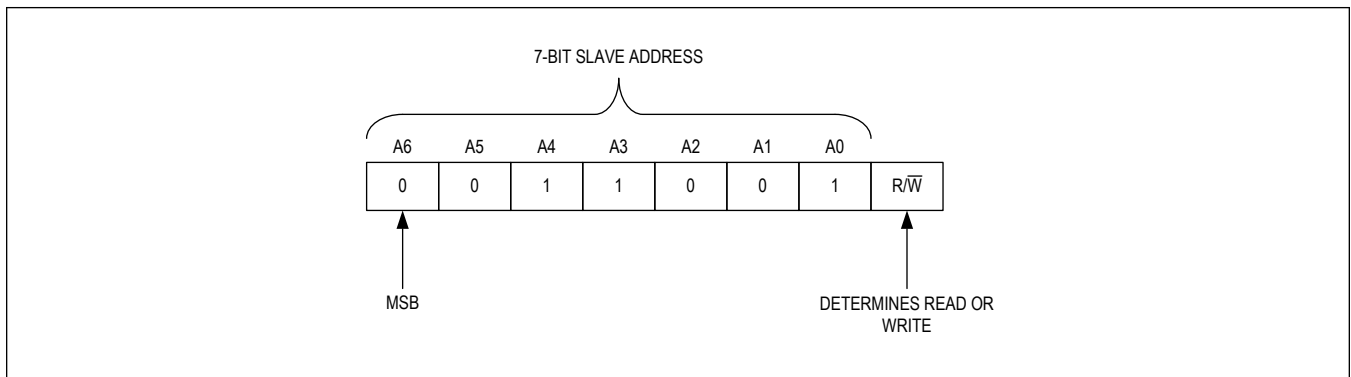 7-BIT SLAVE ADDRESS
A6 A5 A4 A3 A2 A1 A0
0 0 1 1 0 0 1 R/W̅
MSB
DETERMINES READ OR
WRITE